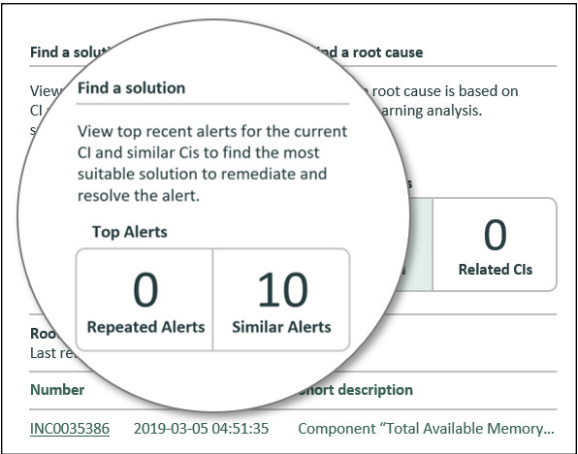 Find a solut
nd a root cause
View
root cause is based on
CI
arning analysis.
Find a solution
View top recent alerts for the current
CI and similar Cis to find the most
suitable solution to remediate and
resolve the alert.
Top Alerts
0
10
Repeated Alerts
Similar Alerts
0
Related CIs
Roo
Last re
Number
hort description
INC0035386 2019-03-05 04:51:35 Component “Total Available Memory...